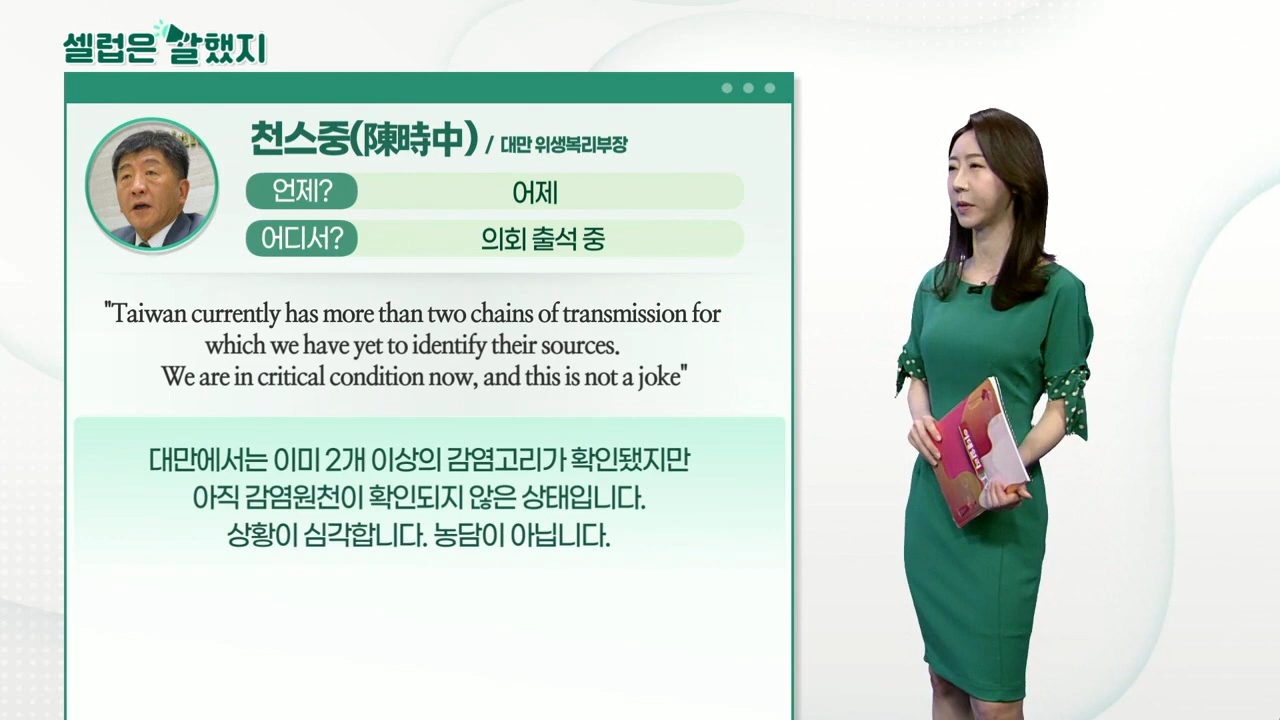 셀럽은 말했지
천스중(陳時中) / 대만 위생복리부장
언제? 어제
어디서? 의회 출석 중
"Taiwan currently has more than two chains of transmission for
which we have yet to identify their sources.
We are in critical condition now, and this is not a joke"
대만에서는 이미 2개 이상의 감염고리가 확인됐지만
아직 감염원천이 확인되지 않은 상태입니다.
상황이 심각합니다. 농담이 아닙니다.